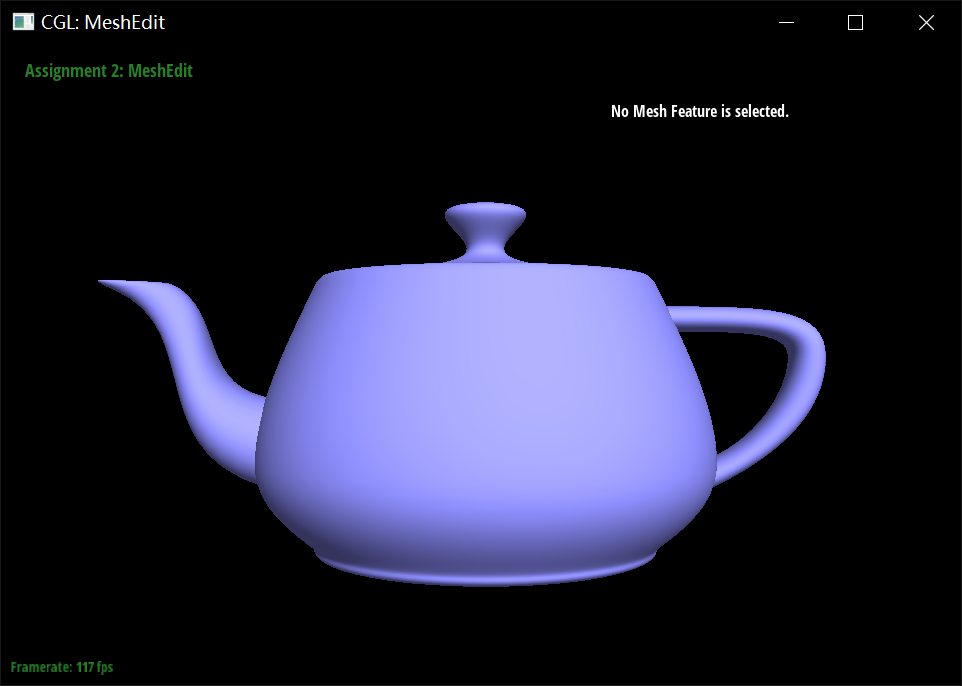 CGL: MeshEdit
Assignment 2: MeshEdit
No Mesh Feature is selected.
Framerate: 117 fps